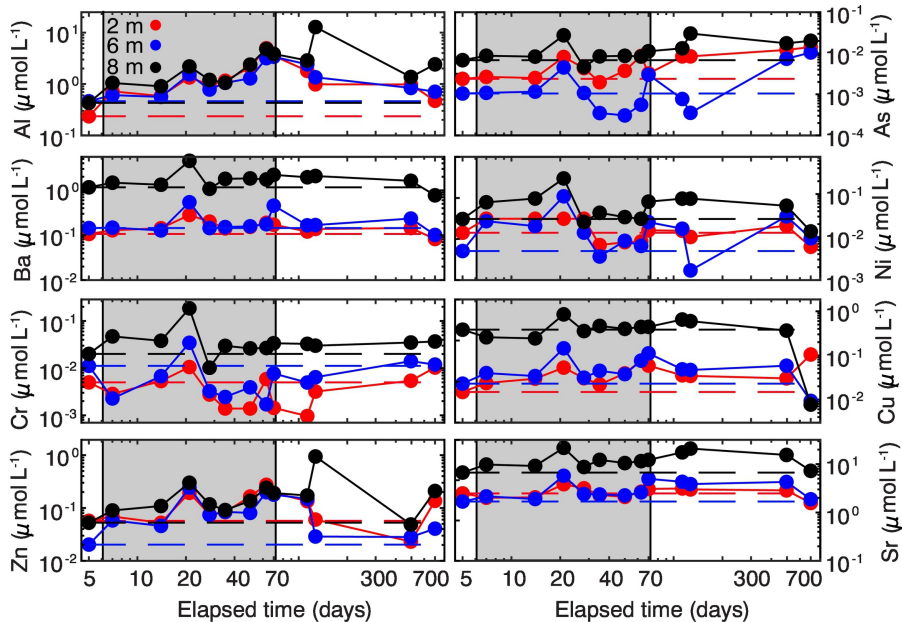 2 m
6 m
8 m
Al (μmol L⁻¹)
10¹
10⁰
10⁻¹
As (μmol L⁻¹)
10⁻¹
10⁻²
10⁻³
10⁻⁴
Ba (μmol L⁻¹)
10⁰
10⁻¹
10⁻²
Ni (μmol L⁻¹)
10⁻¹
10⁻²
10⁻³
Cr (μmol L⁻¹)
10⁻¹
10⁻²
10⁻³
Cu (μmol L⁻¹)
10⁰
10⁻¹
10⁻²
Zn (μmol L⁻¹)
10⁰
10⁻¹
10⁻²
Sr (μmol L⁻¹)
10¹
10⁰
10⁻¹
5 10 20 40 70 300 700
5 10 20 40 70 300 700
Elapsed time (days)
Elapsed time (days)